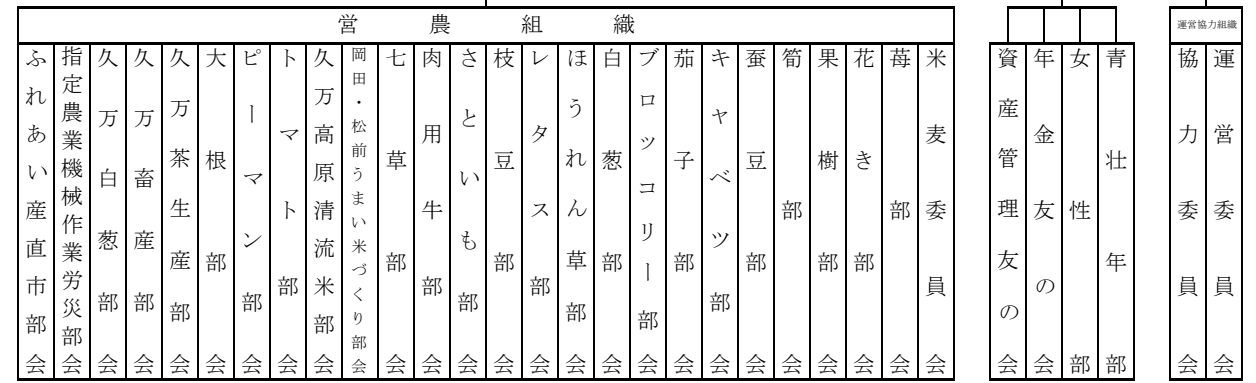 営農組織
運営協力組織
運営委員会
協力委員会
青壮年部
女性部
年金友の会
資産管理友の会
米麦委員会
苺部会
花き部会
果樹部会
筍部会
蚕豆部会
キャベツ部会
茄子部会
ブロッコリー部会
白葱部会
ほうれん草部会
レタス部会
枝豆部会
さといも部会
肉用牛部会
七草部会
岡田・松前うまい米づくり部会
久万高原清流米部会
トマト部会
ピーマン部会
大根部会
久万茶生産部会
久万畜産部会
久万白葱部会
指定農業機械作業労災部会
ふれあい産直市部会